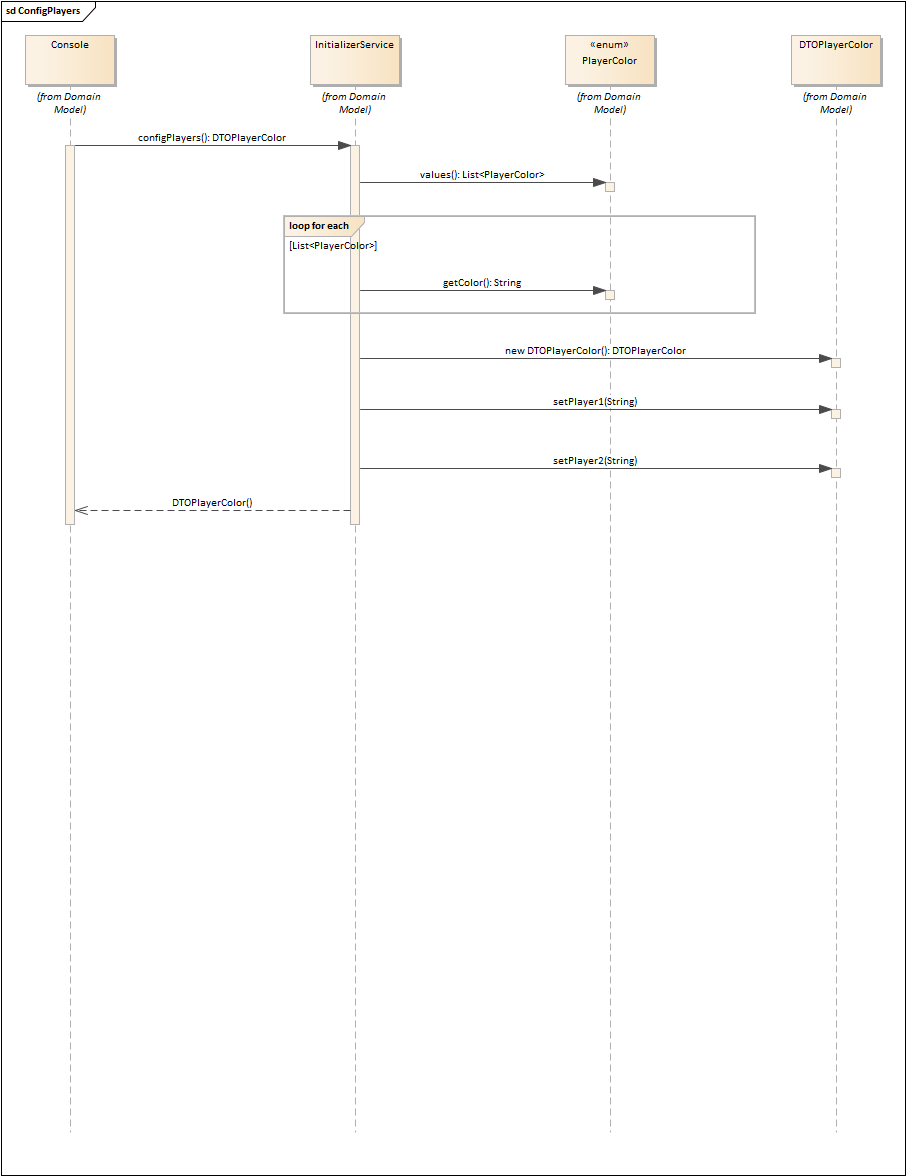 sd ConfigPlayers
Console
InitializerService
«enum»
PlayerColor
DTOPlayerColor
(from Domain
Model)
(from Domain
Model)
(from Domain
Model)
(from Domain
Model)
configPlayers(): DTOPlayerColor
values(): List<PlayerColor>
loop for each
[List<PlayerColor>]
getColor(): String
new DTOPlayerColor(): DTOPlayerColor
setPlayer1(String)
setPlayer2(String)
DTOPlayerColor()